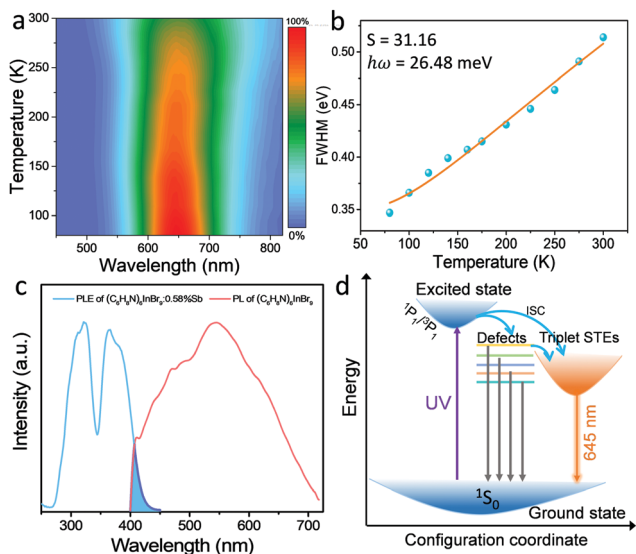 a
300
250
200
150
100
Temperature (K)
500
600
700
800
Wavelength (nm)
100%
0%
b
S = 31.16
ℏω = 26.48 meV
0.50
0.45
0.40
0.35
FWHM (eV)
50
100
150
200
250
300
Temperature (K)
c
PLE of (C₆H₈N)₆InBr₉:0.58%Sb
PL of (C₆H₈N)₆InBr₉
Intensity (a.u.)
300
400
500
600
700
Wavelength (nm)
d
Excited state
¹P₁/³P₁
ISC
Defects
Triplet STEs
UV
645 nm
¹S₀
Ground state
Energy
Configuration coordinate